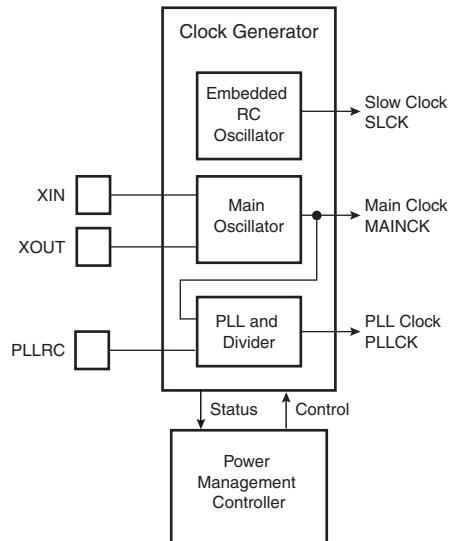 Clock Generator
Embedded
RC
Oscillator
Slow Clock
SLCK
XIN
Main
Oscillator
Main Clock
MAINCK
XOUT
PLL and
Divider
PLL Clock
PLLCK
PLLRC
Status
Control
Power
Management
Controller